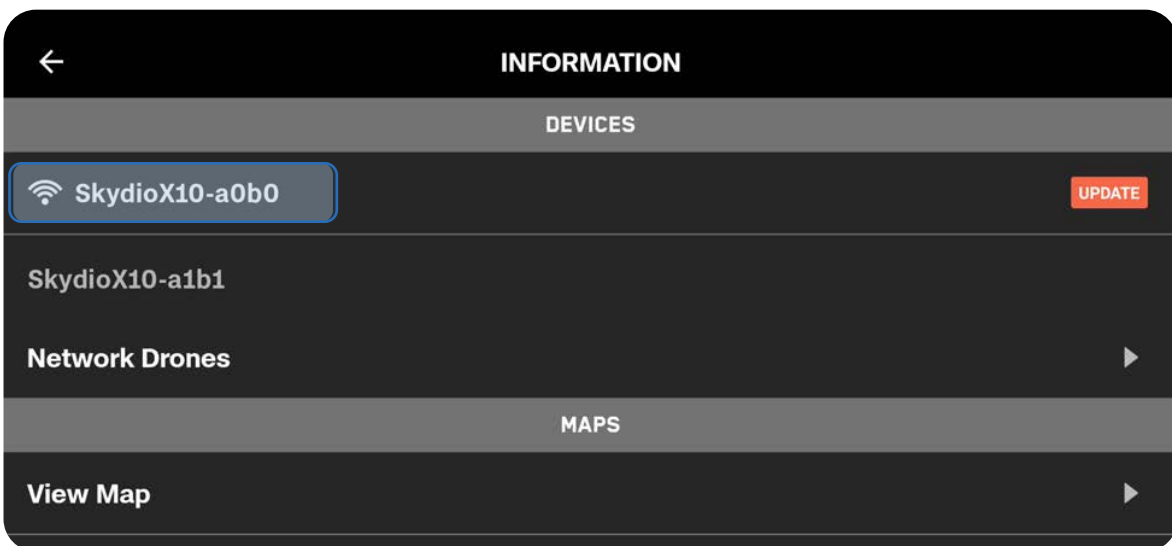 INFORMATION
DEVICES
SkydioX10-a0b0
UPDATE
SkydioX10-a1b1
Network Drones
MAPS
View Map